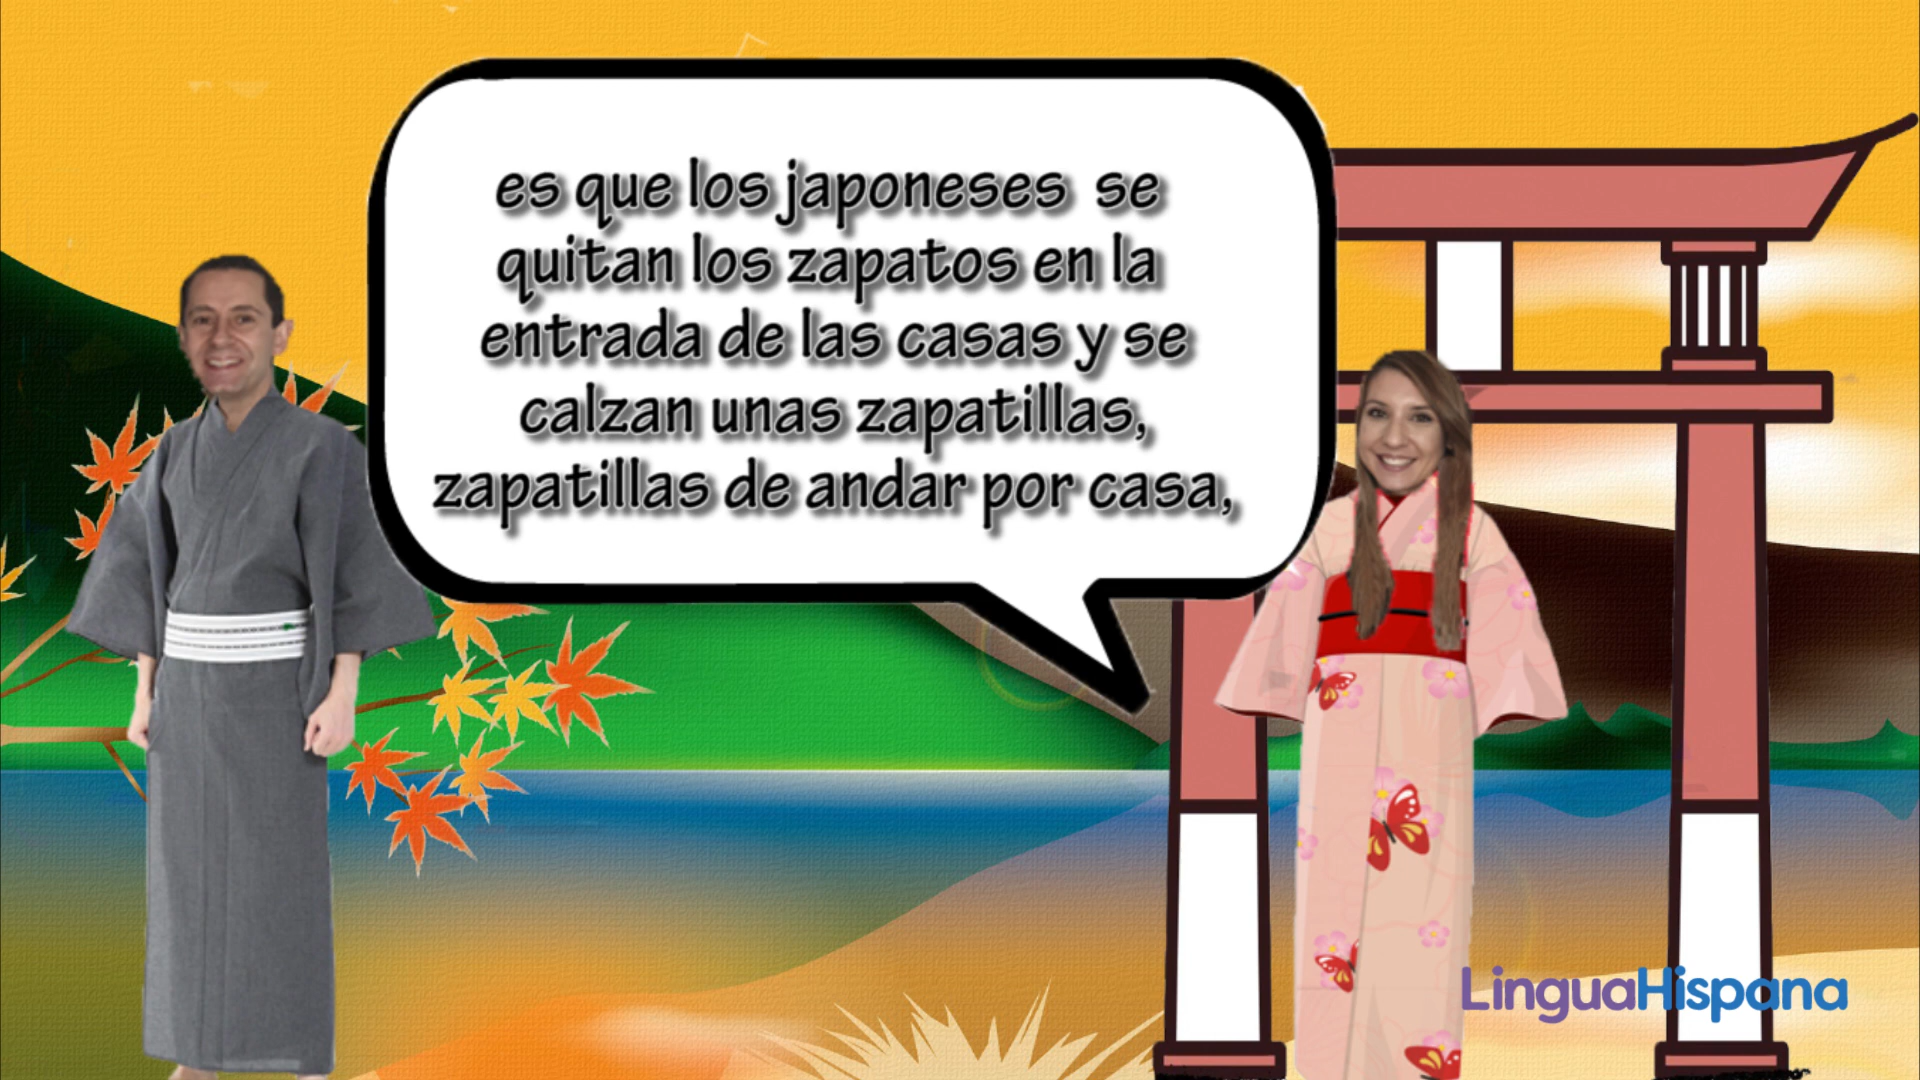 es que los japoneses se
quitan los zapatos en la
entrada de las casas y se
calzan unas zapatillas,
zapatillas de andar por casa,
LinguaHispana